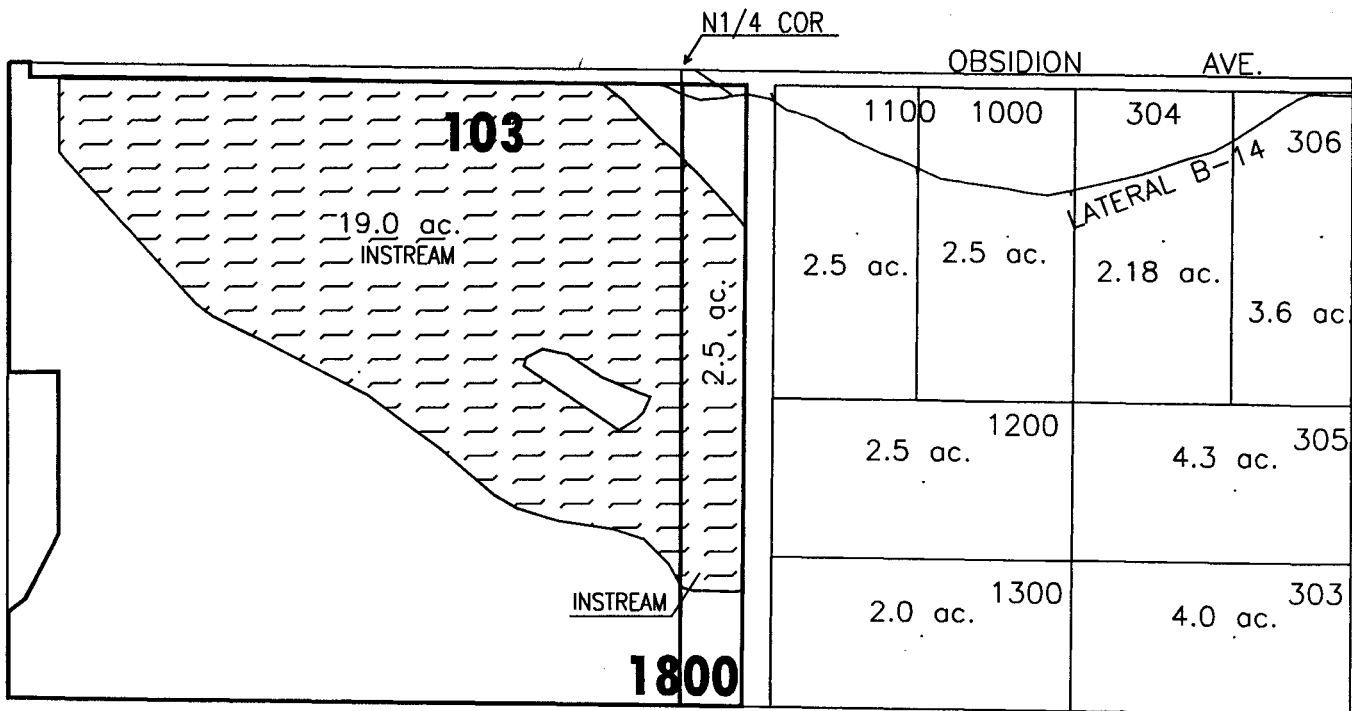 N1/4 COR
OBSIDION AVE.
103
1100 1000 304 306
LATERAL B-14
19.0 ac.
INSTREAM
2.5 ac.
2.5 ac.
2.5 ac.
2.18 ac.
3.6 ac.
1200
2.5 ac.
305
4.3 ac.
INSTREAM
1300
2.0 ac.
303
4.0 ac.
1800